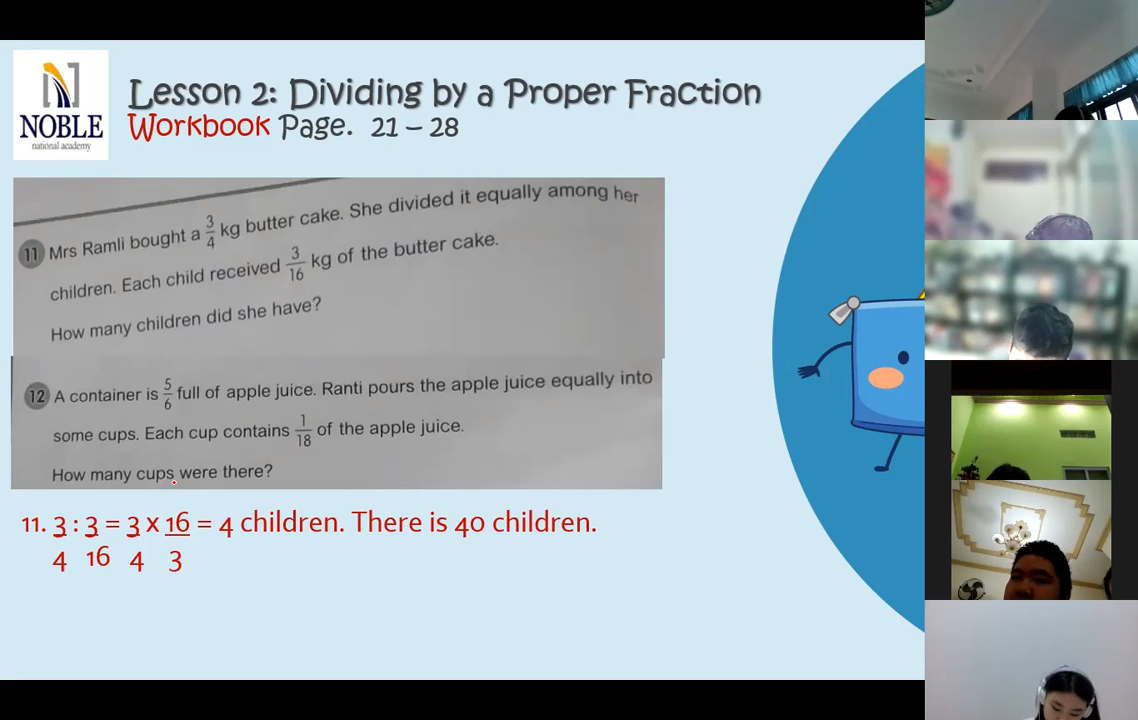 NOBLE
national academy
Lesson 2: Dividing by a Proper Fraction
Workbook Page. 21 – 28
11 Mrs Ramli bought a 3/4 kg butter cake. She divided it equally among her
children. Each child received 3/16 kg of the butter cake.
How many children did she have?
12 A container is 5/6 full of apple juice. Ranti pours the apple juice equally into
some cups. Each cup contains 1/18 of the apple juice.
How many cups were there?
11. 3 : 3 = 3 x 16 = 4 children. There is 40 children.
4 16 4 3